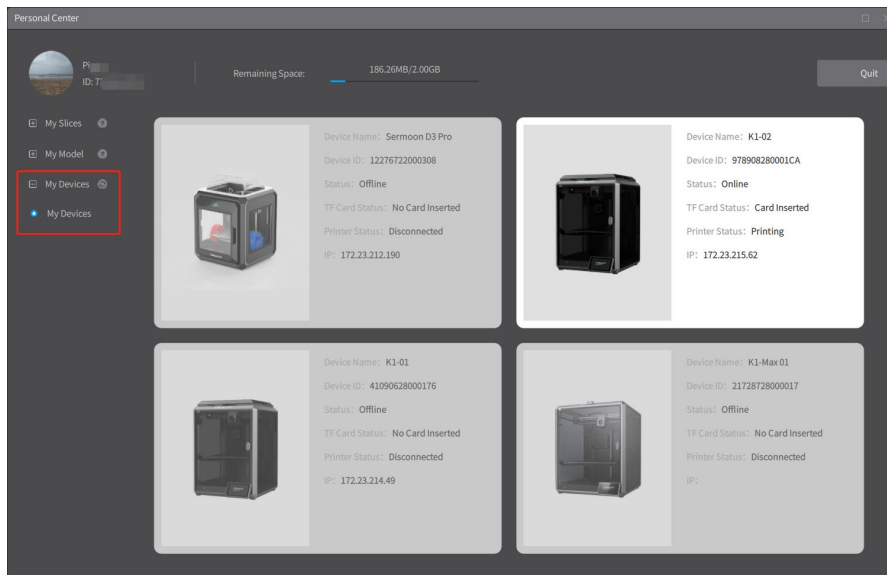 Personal Center
Pi
ID: 7
Remaining Space:
186.26MB/2.00GB
Quit
My Slices
My Model
My Devices
My Devices
Device Name: Sermoon D3 Pro
Device ID: 12276722000308
Status: Offline
TF Card Status: No Card Inserted
Printer Status: Disconnected
IP: 172.23.212.190
Device Name: K1-02
Device ID: 978908280001CA
Status: Online
TF Card Status: Card Inserted
Printer Status: Printing
IP: 172.23.215.62
Device Name: K1-01
Device ID: 41090628000176
Status: Offline
TF Card Status: No Card Inserted
Printer Status: Disconnected
IP: 172.23.214.49
Device Name: K1-Max 01
Device ID: 21728728000017
Status: Offline
TF Card Status: No Card Inserted
Printer Status: Disconnected
IP: